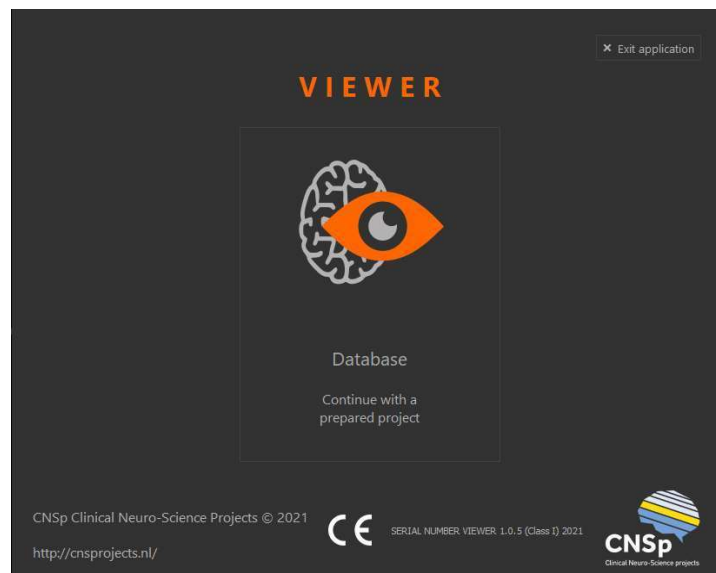 × Exit application
VIEWER
Database
Continue with a
prepared project
CNSp Clinical Neuro-Science Projects © 2021
CE
SERIAL NUMBER VIEWER 1.0.5 (Class I) 2021
http://cnsprojects.nl/
CNSp
Clinical Neuro-Science projects